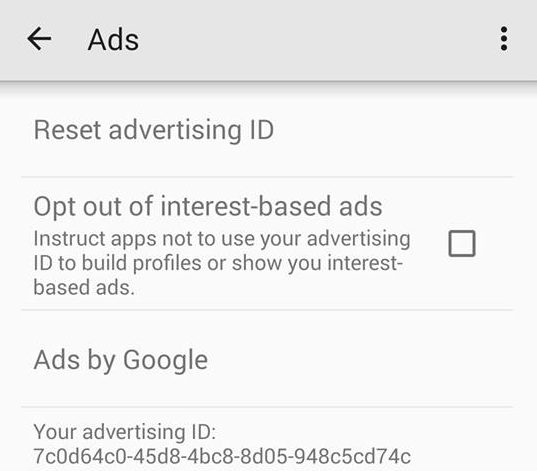 Ads
Reset advertising ID
Opt out of interest-based ads
Instruct apps not to use your advertising
ID to build profiles or show you interest-
based ads.
Ads by Google
Your advertising ID:
7c0d64c0-45d8-4bc8-8d05-948c5cd74c